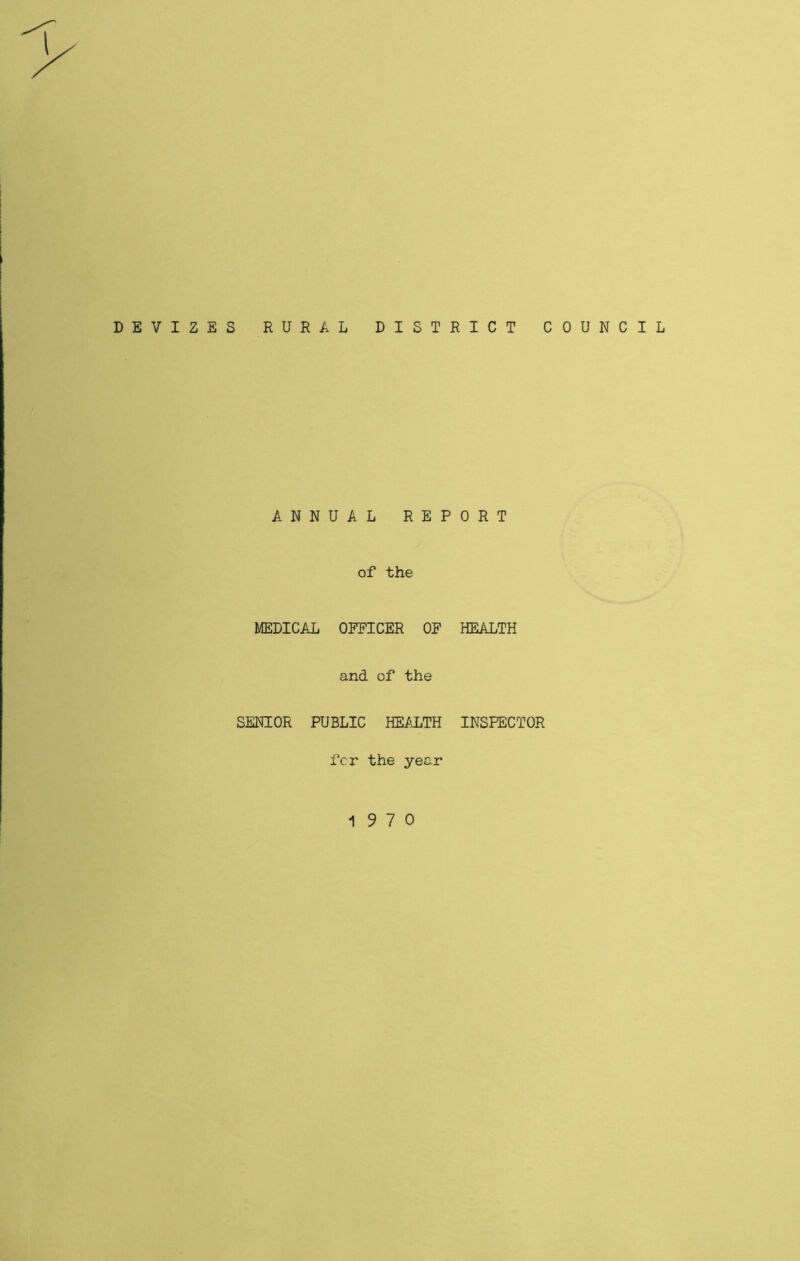 DEVIZES RURAL DISTRICT COUNCIL
ANNUAL REPORT
of the
MEDICAL OFFICER OF HEALTH
and of the
SENIOR PUBLIC HEALTH INSPECTOR
for the year
1970